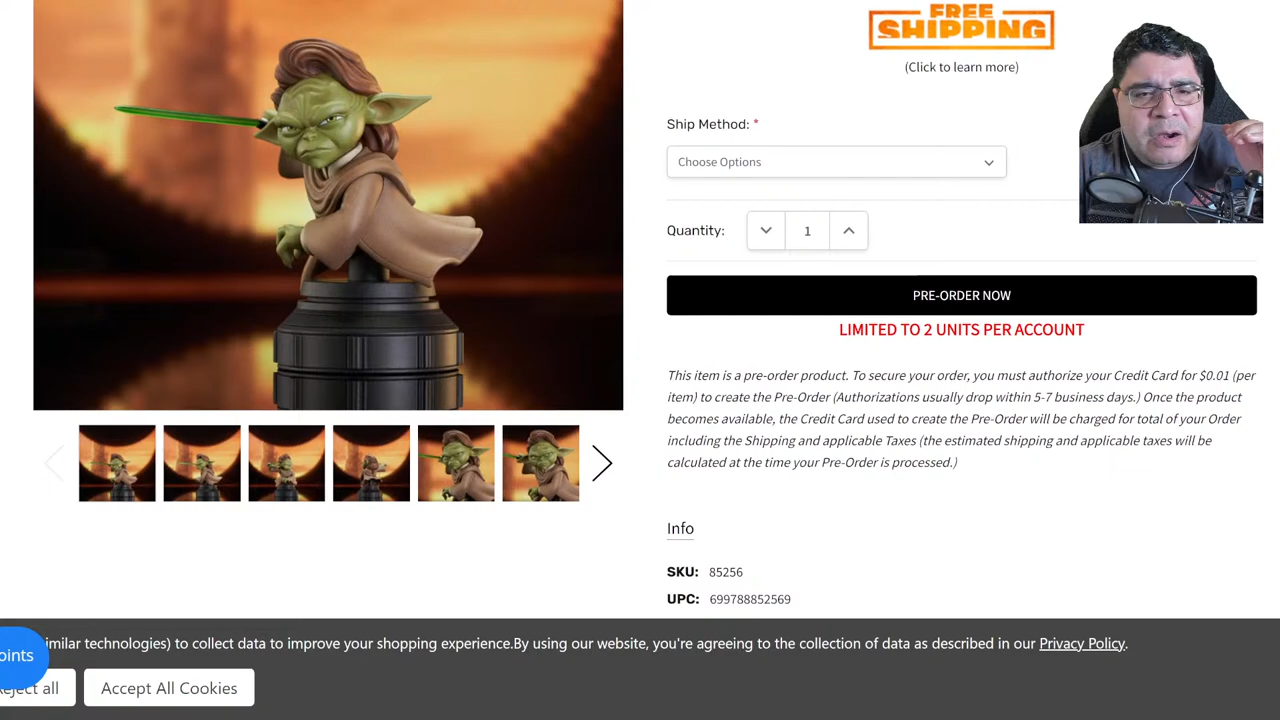 FREE
SHIPPING
(Click to learn more)
Ship Method: *
Choose Options
Quantity:
1
PRE-ORDER NOW
LIMITED TO 2 UNITS PER ACCOUNT
This item is a pre-order product. To secure your order, you must authorize your Credit Card for $0.01 (per
item) to create the Pre-Order (Authorizations usually drop within 5-7 business days.) Once the product
becomes available, the Credit Card used to create the Pre-Order will be charged for total of your Order
including the Shipping and applicable Taxes (the estimated shipping and applicable taxes will be
calculated at the time your Pre-Order is processed.)
Info
SKU: 85256
UPC: 699788852569
imilar technologies) to collect data to improve your shopping experience.By using our website, you're agreeing to the collection of data as described in our Privacy Policy.
oints
eject all
Accept All Cookies